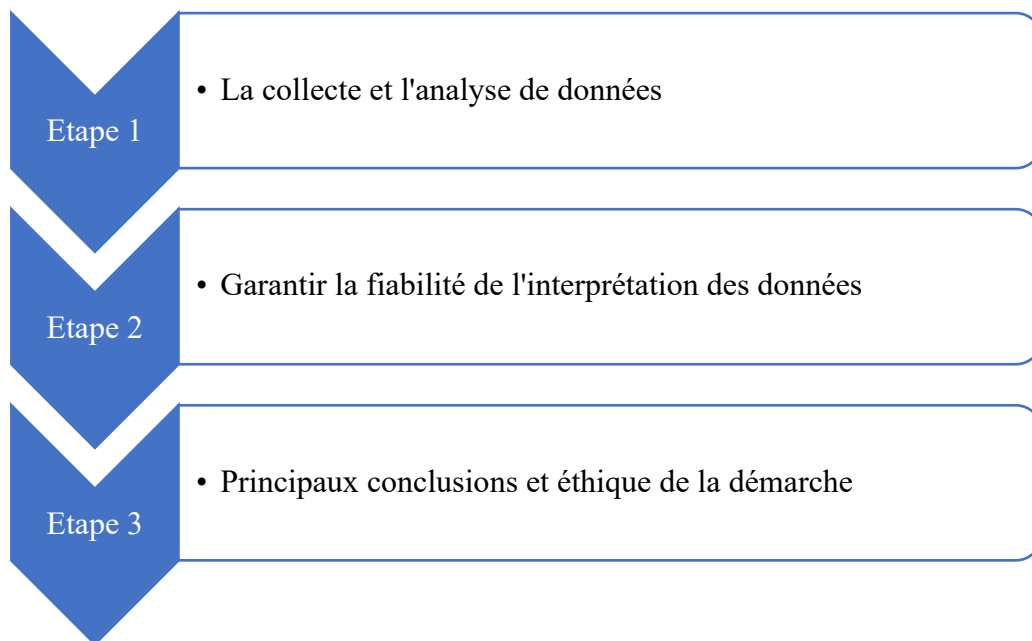 Etape 1
• La collecte et l'analyse de données
Etape 2
• Garantir la fiabilité de l'interprétation des données
Etape 3
• Principaux conclusions et éthique de la démarche